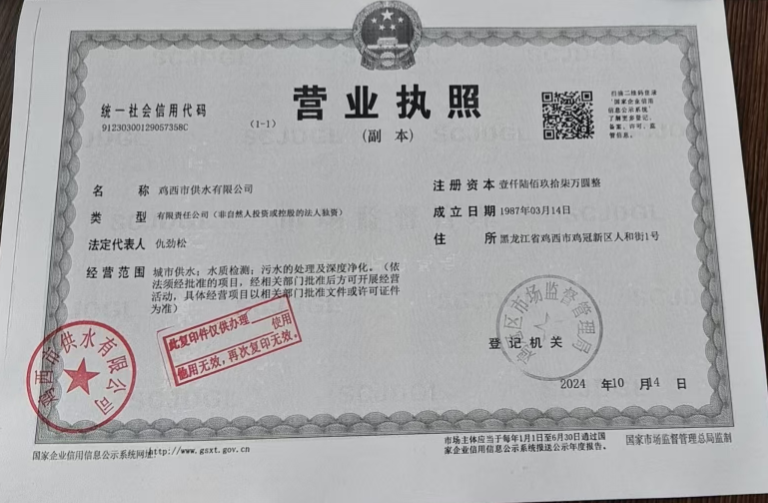 营业执照
(副 本)
(1-1)
统一社会信用代码
91230300129057358C
扫描二维码登录
“国家企业信用
信息公示系统”
了解更多登记、
备案、许可、监
管信息。
名 称 鸡西市供水有限公司
类 型 有限责任公司（非自然人投资或控股的法人独资）
法定代表人 仇劲松
经营范围 城市供水；水质检测；污水的处理及深度净化。（依
法须经批准的项目，经相关部门批准后方可开展经营
活动，具体经营项目以相关部门批准文件或许可证件
为准）
注册资本 壹仟陆佰玖拾柒万圆整
成立日期 1987年03月14日
住 所 黑龙江省鸡西市鸡冠新区人和街1号
此复印件仅供办理 使用
他用无效,再次复印无效.
鸡西市供水有限公司
区市场监督管理局
登记机关
2024 年10 月4 日
国家企业信用信息公示系统网址http://www.gsxt.gov.cn
市场主体应当于每年1月1日至6月30日通过国
家企业信用信息公示系统报送公示年度报告。
国家市场监督管理总局监制